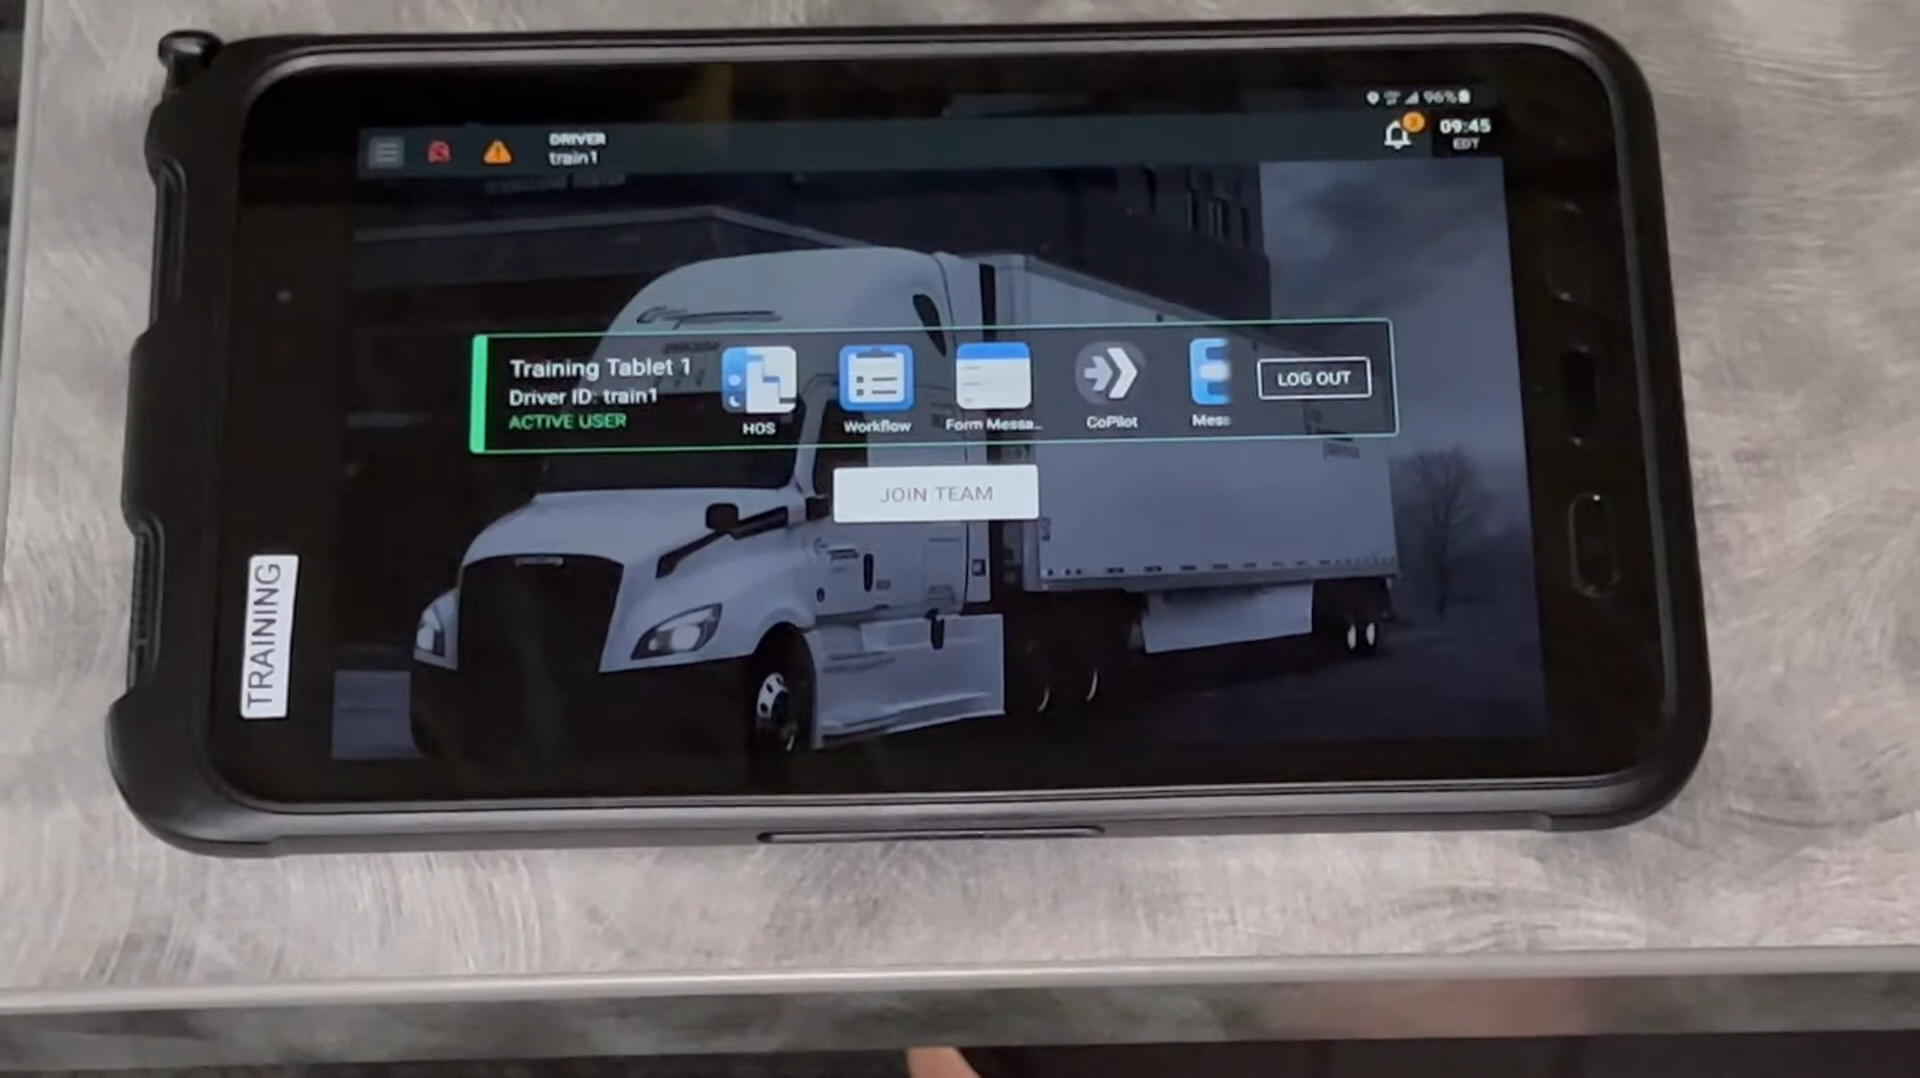 96%
DRIVER
train1
09:45
EDT
Training Tablet 1
Driver ID: train1
ACTIVE USER
HOS
Workflow
Form Messa...
CoPilot
Mess
LOG OUT
JOIN TEAM
TRAINING